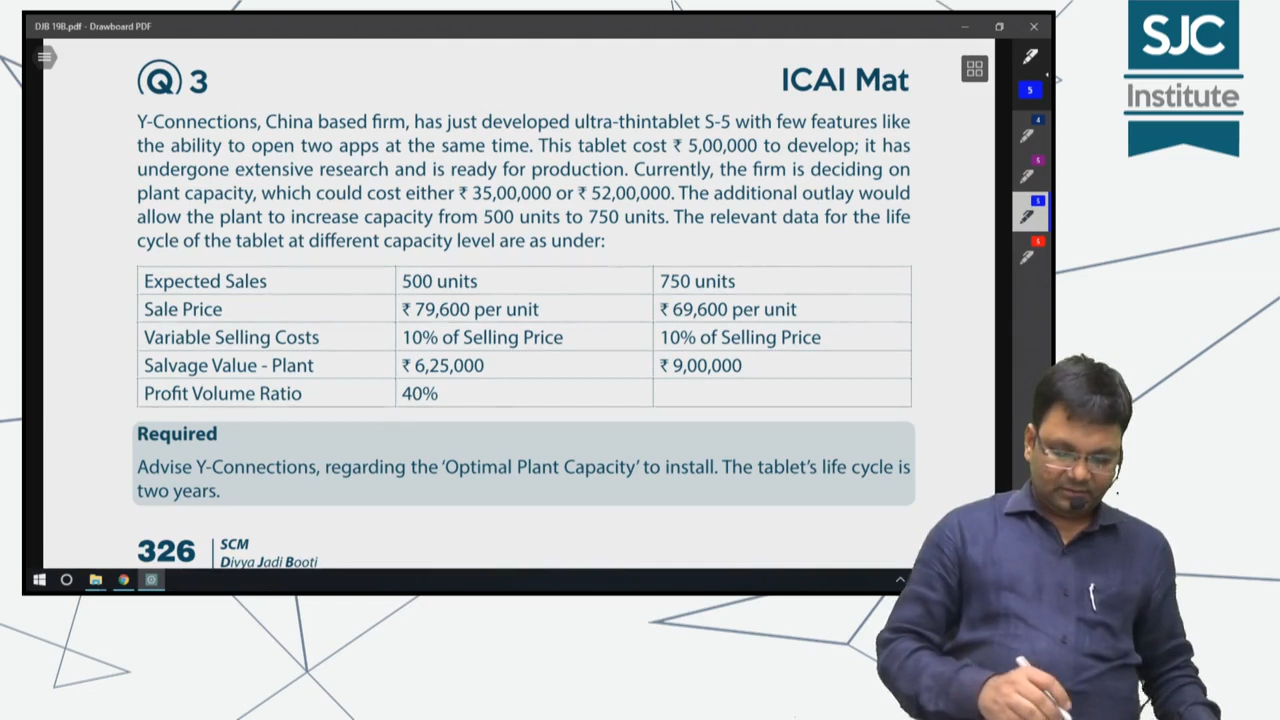 DJB 19B.pdf - Drawboard PDF
SJC
Institute
Q 3
ICAI Mat
Y-Connections, China based firm, has just developed ultra-thintablet S-5 with few features like
the ability to open two apps at the same time. This tablet cost ₹ 5,00,000 to develop; it has
undergone extensive research and is ready for production. Currently, the firm is deciding on
plant capacity, which could cost either ₹ 35,00,000 or ₹ 52,00,000. The additional outlay would
allow the plant to increase capacity from 500 units to 750 units. The relevant data for the life
cycle of the tablet at different capacity level are as under:
Expected Sales 500 units 750 units
Sale Price ₹ 79,600 per unit ₹ 69,600 per unit
Variable Selling Costs 10% of Selling Price 10% of Selling Price
Salvage Value - Plant ₹ 6,25,000 ₹ 9,00,000
Profit Volume Ratio 40%
Required
Advise Y-Connections, regarding the 'Optimal Plant Capacity' to install. The tablet's life cycle is
two years.
326
SCM
Divya Jadi Booti
5
4
5
5
5